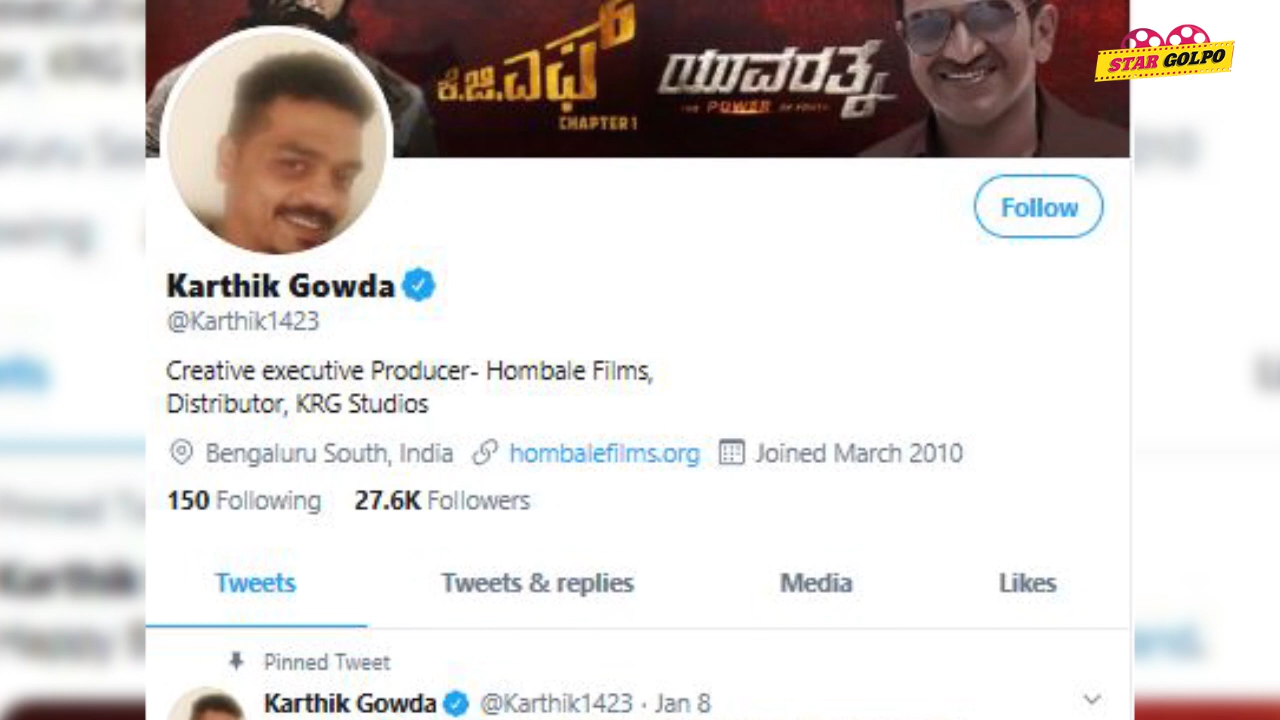 STAR GOLPO
ಕೆ.ಜಿ.ಎಫ್
CHAPTER 1
ಯುವರತ್ನ
THE POWER OF YOUTH
Follow
Karthik Gowda
@Karthik1423
Creative executive Producer- Hombale Films,
Distributor, KRG Studios
Bengaluru South, India hombalefilms.org Joined March 2010
150 Following 27.6K Followers
Tweets Tweets & replies Media Likes
Pinned Tweet
Karthik Gowda @Karthik1423 · Jan 8